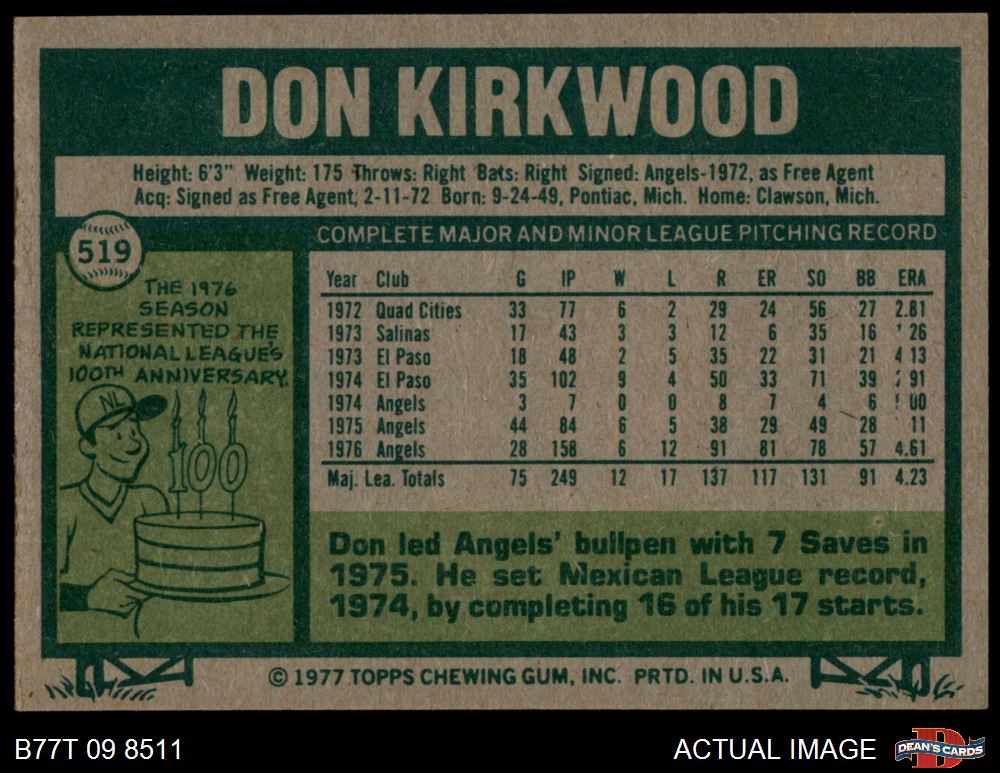 DON KIRKWOOD
Height: 6'3" Weight: 175 Throws: Right Bats: Right Signed: Angels-1972, as Free Agent
Acq: Signed as Free Agent, 2-11-72 Born: 9-24-49, Pontiac, Mich. Home: Clawson, Mich.
519
THE 1976
SEASON
REPRESENTED THE
NATIONAL LEAGUE'S
100TH ANNIVERSARY.
NL
100
COMPLETE MAJOR AND MINOR LEAGUE PITCHING RECORD
Year Club G IP W L R ER SO BB ERA
1972 Quad Cities 33 77 6 2 29 24 56 27 2.81
1973 Salinas 17 43 3 3 12 6 35 16 26
1973 El Paso 18 48 2 5 35 22 31 21 4 13
1974 El Paso 35 102 9 4 50 33 71 39 91
1974 Angels 3 7 0 0 8 7 4 6 00
1975 Angels 44 84 6 5 38 29 49 28 11
1976 Angels 28 158 6 12 91 81 78 57 4.61
Maj. Lea. Totals 75 249 12 17 137 117 131 91 4.23
Don led Angels' bullpen with 7 Saves in
1975. He set Mexican League record,
1974, by completing 16 of his 17 starts.
© 1977 TOPPS CHEWING GUM, INC. PRTD. IN U.S.A.
B77T 09 8511
ACTUAL IMAGE
D
DEAN'S CARDS